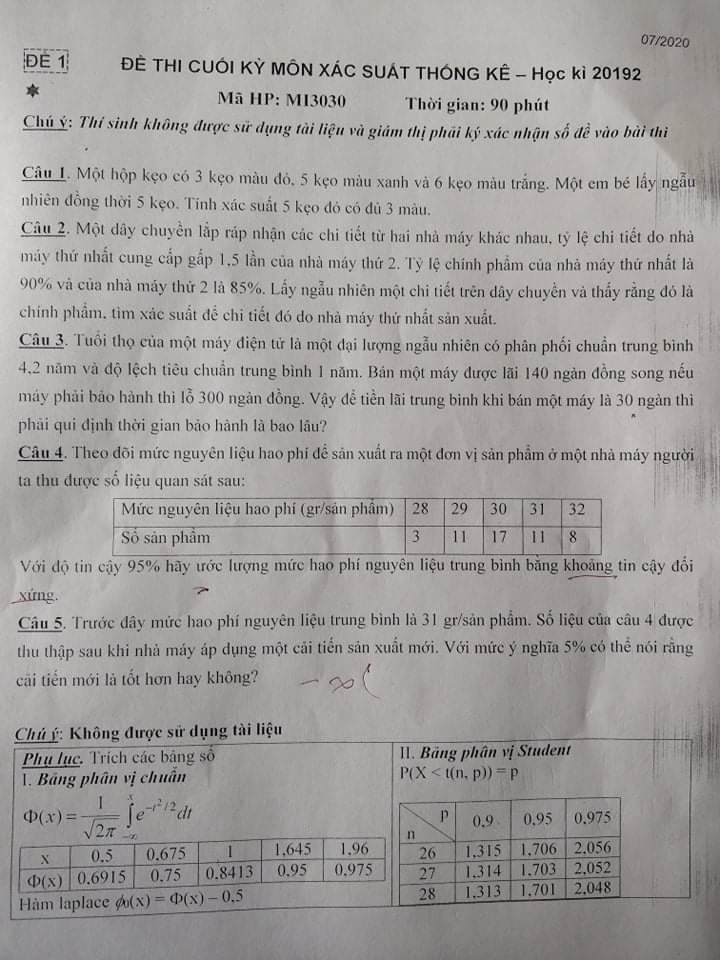 07/2020
ĐỀ 1
ĐỀ THI CUỐI KỲ MÔN XÁC SUẤT THỐNG KÊ – Học kì 20192
Mã HP: MI3030 Thời gian: 90 phút
Chú ý: Thí sinh không được sử dụng tài liệu và giám thị phải ký xác nhận số đề vào bài thi
Câu 1. Một hộp kẹo có 3 kẹo màu đỏ, 5 kẹo màu xanh và 6 kẹo màu trắng. Một em bé lấy ngẫu
nhiên đồng thời 5 kẹo. Tính xác suất 5 kẹo đó có đủ 3 màu.
Câu 2. Một dây chuyền lắp ráp nhận các chi tiết từ hai nhà máy khác nhau, tỷ lệ chi tiết do nhà
máy thứ nhất cung cấp gấp 1,5 lần của nhà máy thứ 2. Tỷ lệ chính phẩm của nhà máy thứ nhất là
90% và của nhà máy thứ 2 là 85%. Lấy ngẫu nhiên một chi tiết trên dây chuyền và thấy rằng đó là
chính phẩm, tìm xác suất để chi tiết đó do nhà máy thứ nhất sản xuất.
Câu 3. Tuổi thọ của một máy điện tử là một đại lượng ngẫu nhiên có phân phối chuẩn trung bình
4,2 năm và độ lệch tiêu chuẩn trung bình 1 năm. Bán một máy được lãi 140 ngàn đồng song nếu
máy phải bảo hành thì lỗ 300 ngàn đồng. Vậy để tiền lãi trung bình khi bán một máy là 30 ngàn thì
phải qui định thời gian bảo hành là bao lâu?
Câu 4. Theo dõi mức nguyên liệu hao phí để sản xuất ra một đơn vị sản phẩm ở một nhà máy người
ta thu được số liệu quan sát sau:
Mức nguyên liệu hao phí (gr/sản phẩm) 28 29 30 31 32
Số sản phẩm 3 11 17 11 8
Với độ tin cậy 95% hãy ước lượng mức hao phí nguyên liệu trung bình bằng khoảng tin cậy đối
xứng.
Câu 5. Trước đây mức hao phí nguyên liệu trung bình là 31 gr/sản phẩm. Số liệu của câu 4 được
thu thập sau khi nhà máy áp dụng một cải tiến sản xuất mới. Với mức ý nghĩa 5% có thể nói rằng
cải tiến mới là tốt hơn hay không?
Chú ý: Không được sử dụng tài liệu
Phụ lục. Trích các bảng số
I. Bảng phân vị chuẩn
Φ(x) = 1/√2π ∫_{-∞}^{x} e^{-t²/2} dt
x 0,5 0,675 1 1,645 1,96
Φ(x) 0,6915 0,75 0,8413 0,95 0,975
Hàm laplace ϕ₀(x) = Φ(x) – 0,5
II. Bảng phân vị Student
P(X < t(n, p)) = p
n p 0,9 0,95 0,975
26 1,315 1,706 2,056
27 1,314 1,703 2,052
28 1,313 1,701 2,048